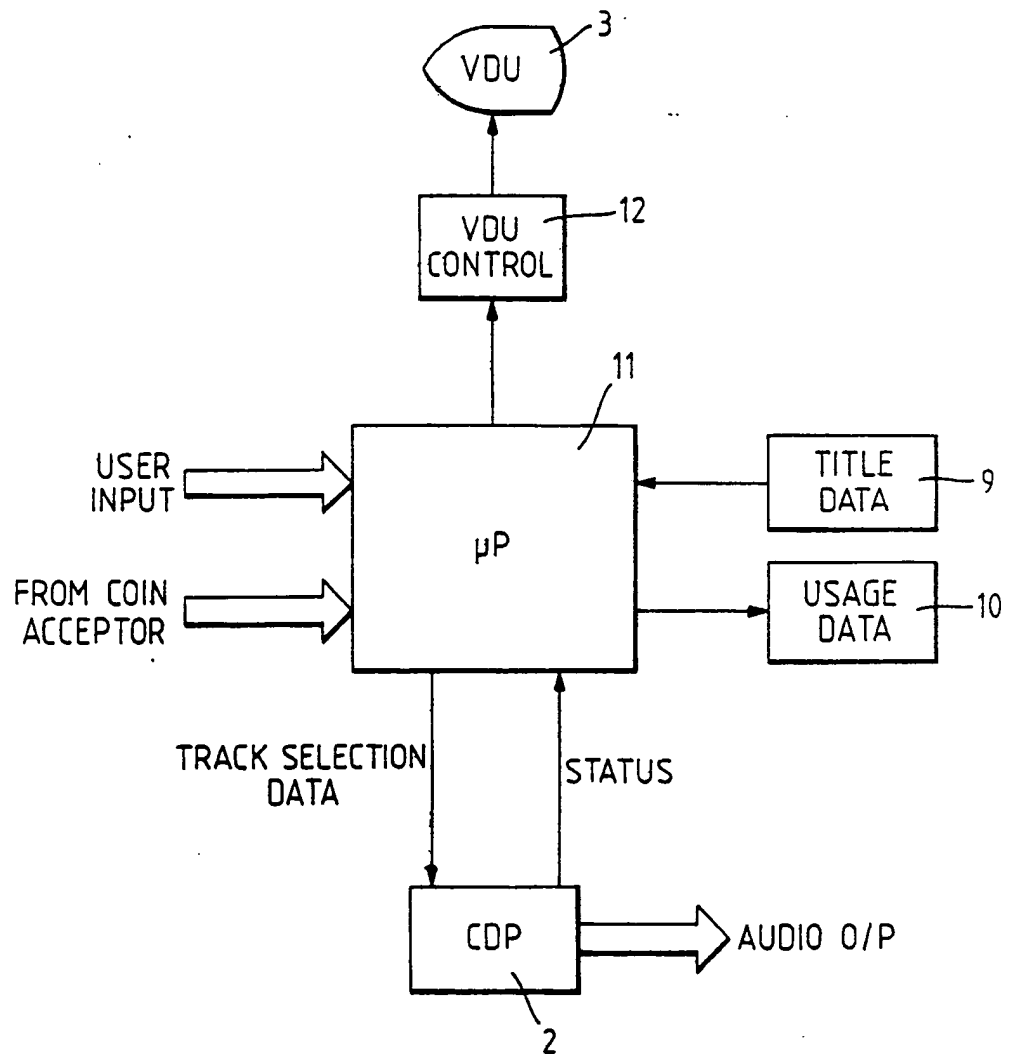 3
VDU
12
VDU
CONTROL
11
USER
INPUT
TITLE
DATA
9
µP
FROM COIN
ACCEPTOR
USAGE
DATA
10
TRACK SELECTION
DATA
STATUS
CDP
AUDIO O/P
2